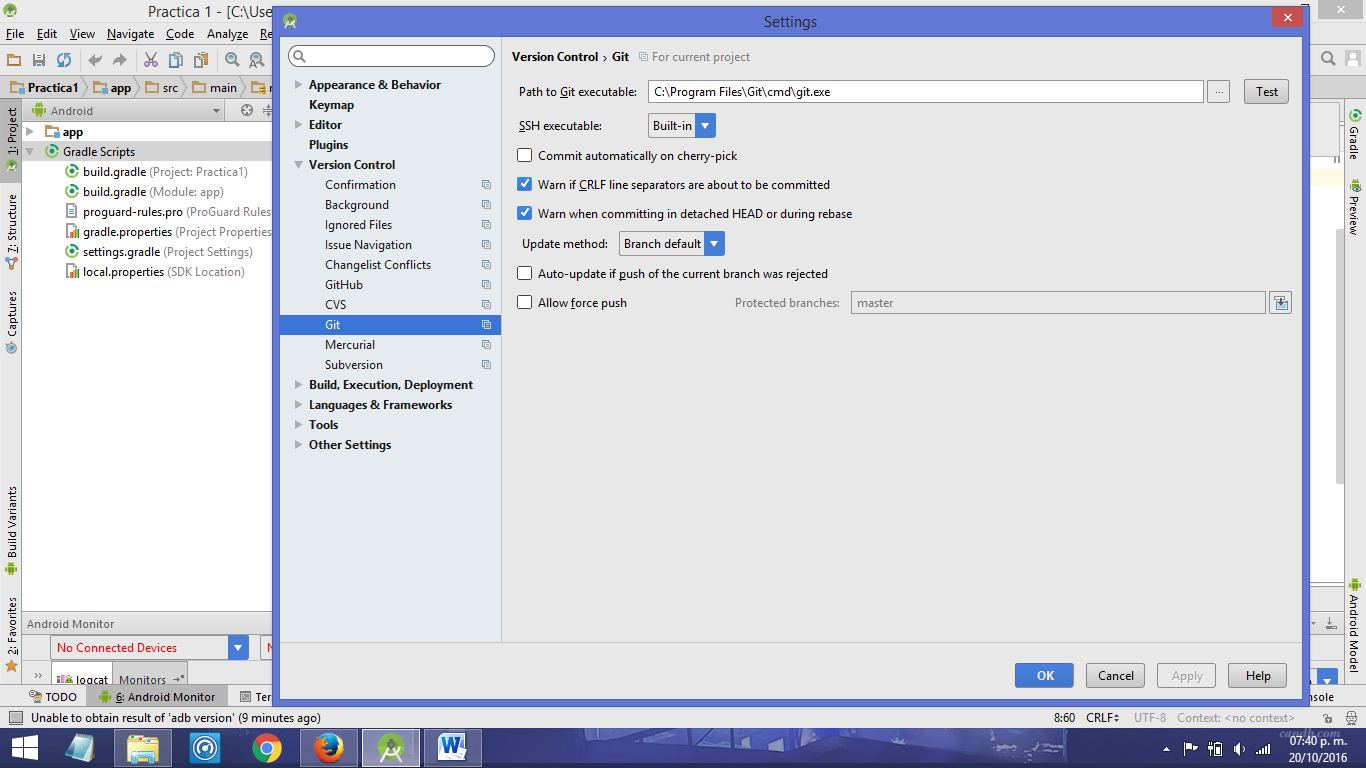 Practica 1 - [C:\Use
Settings
File Edit View Navigate Code Analyze Re
Practica1 app src main
Android
app
Gradle Scripts
build.gradle (Project: Practica1)
build.gradle (Module: app)
proguard-rules.pro (ProGuard Rules
gradle.properties (Project Properties
settings.gradle (Project Settings)
local.properties (SDK Location)
1: Project
7: Structure
Captures
Build Variants
2: Favorites
Appearance & Behavior
Keymap
Editor
Plugins
Version Control
Confirmation
Background
Ignored Files
Issue Navigation
Changelist Conflicts
GitHub
CVS
Git
Mercurial
Subversion
Build, Execution, Deployment
Languages & Frameworks
Tools
Other Settings
Version Control › Git For current project
Path to Git executable: C:\Program Files\Git\cmd\git.exe ... Test
SSH executable: Built-in
Commit automatically on cherry-pick
Warn if CRLF line separators are about to be committed
Warn when committing in detached HEAD or during rebase
Update method: Branch default
Auto-update if push of the current branch was rejected
Allow force push Protected branches: master
OK Cancel Apply Help
Gradle
Preview
Android Model
Android Monitor
No Connected Devices
logcat Monitors
TODO 6: Android Monitor Ter
nsole
Unable to obtain result of 'adb version' (9 minutes ago)
8:60 CRLF UTF-8 Context: <no context>
07:40 p. m.
20/10/2016